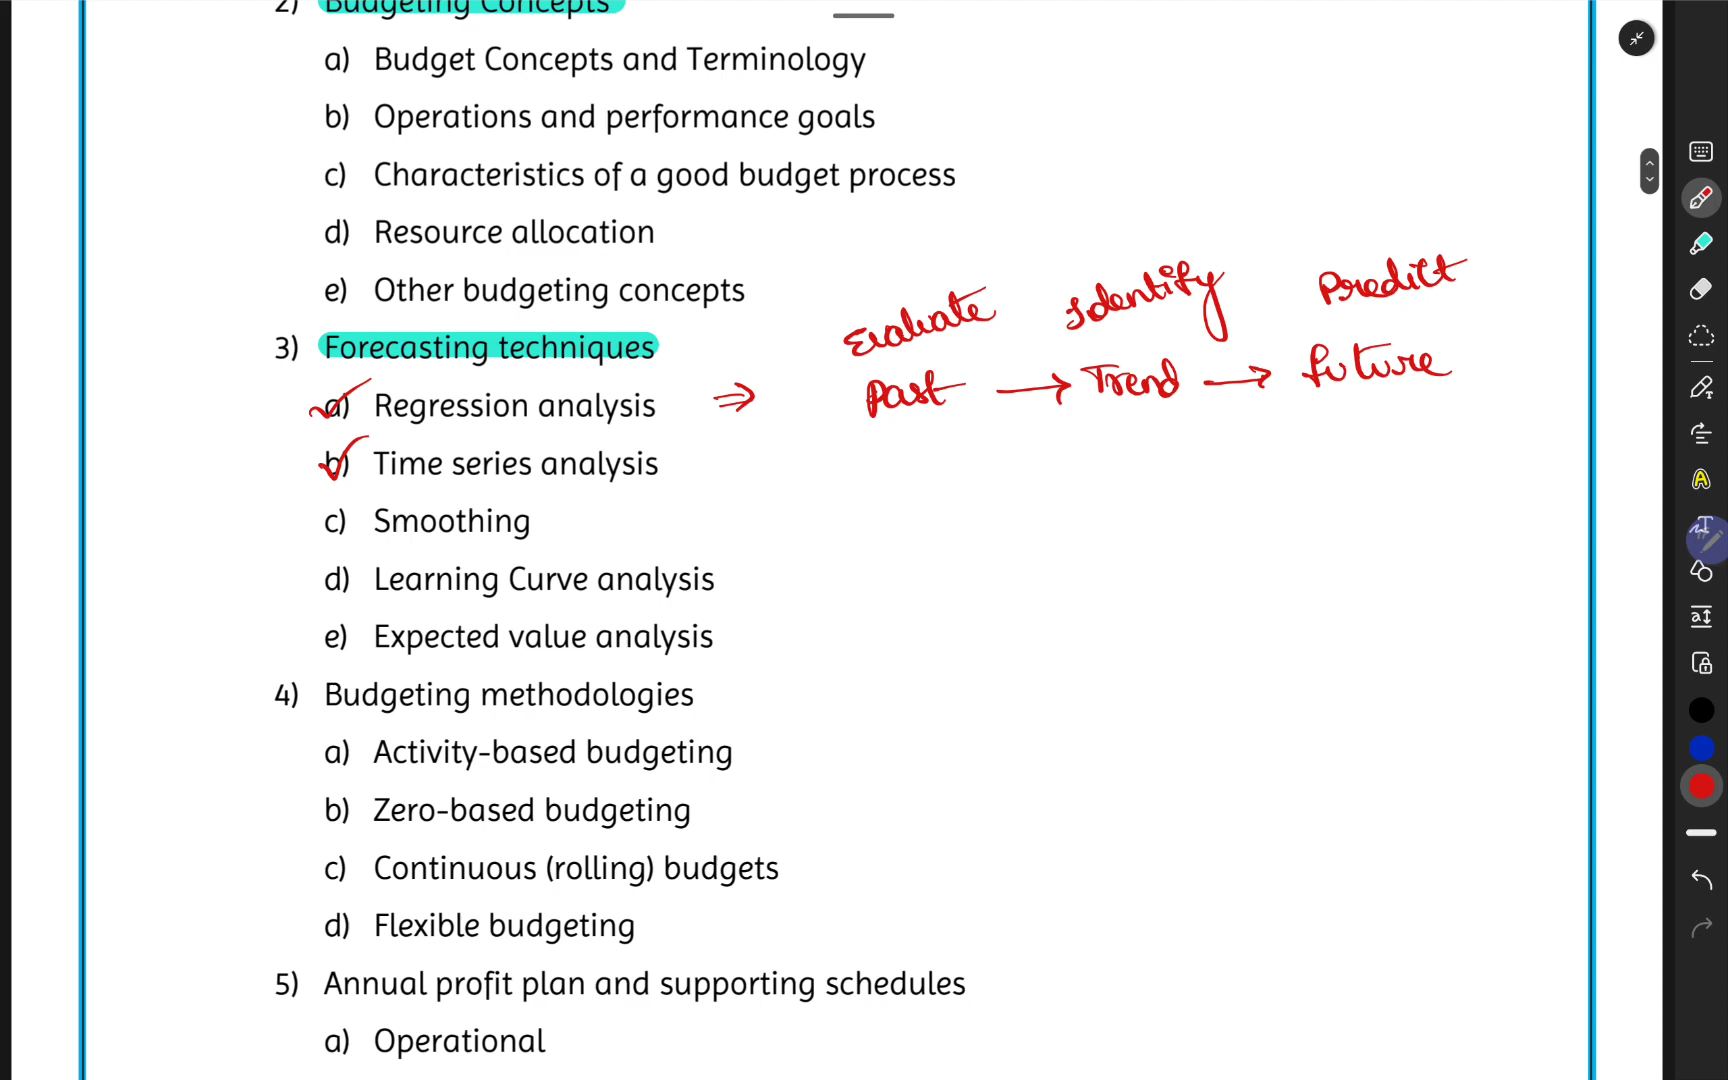 2) Budgeting Concepts
a) Budget Concepts and Terminology
b) Operations and performance goals
c) Characteristics of a good budget process
d) Resource allocation
e) Other budgeting concepts
Evaluate Identify Predict
3) Forecasting techniques
a) Regression analysis ⇒ Past → Trend → future
b) Time series analysis
c) Smoothing
d) Learning Curve analysis
e) Expected value analysis
4) Budgeting methodologies
a) Activity-based budgeting
b) Zero-based budgeting
c) Continuous (rolling) budgets
d) Flexible budgeting
5) Annual profit plan and supporting schedules
a) Operational